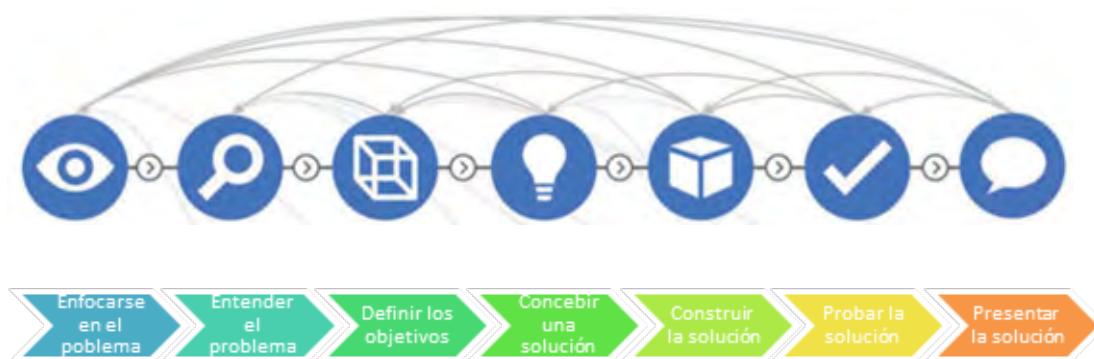 Enfocarse
en el
poblema
Entender
el
problema
Definir los
objetivos
Concebir
una
solución
Construir
la solución
Probar la
solución
Presentar
la solución